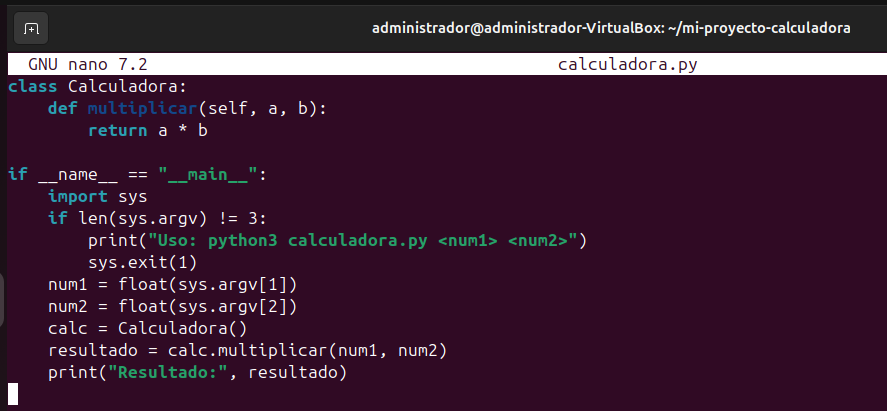 administrador@administrador-VirtualBox: ~/mi-proyecto-calculadora
GNU nano 7.2 calculadora.py
class Calculadora:
    def multiplicar(self, a, b):
        return a * b

if __name__ == "__main__":
    import sys
    if len(sys.argv) != 3:
        print("Uso: python3 calculadora.py <num1> <num2>")
        sys.exit(1)
    num1 = float(sys.argv[1])
    num2 = float(sys.argv[2])
    calc = Calculadora()
    resultado = calc.multiplicar(num1, num2)
    print("Resultado:", resultado)